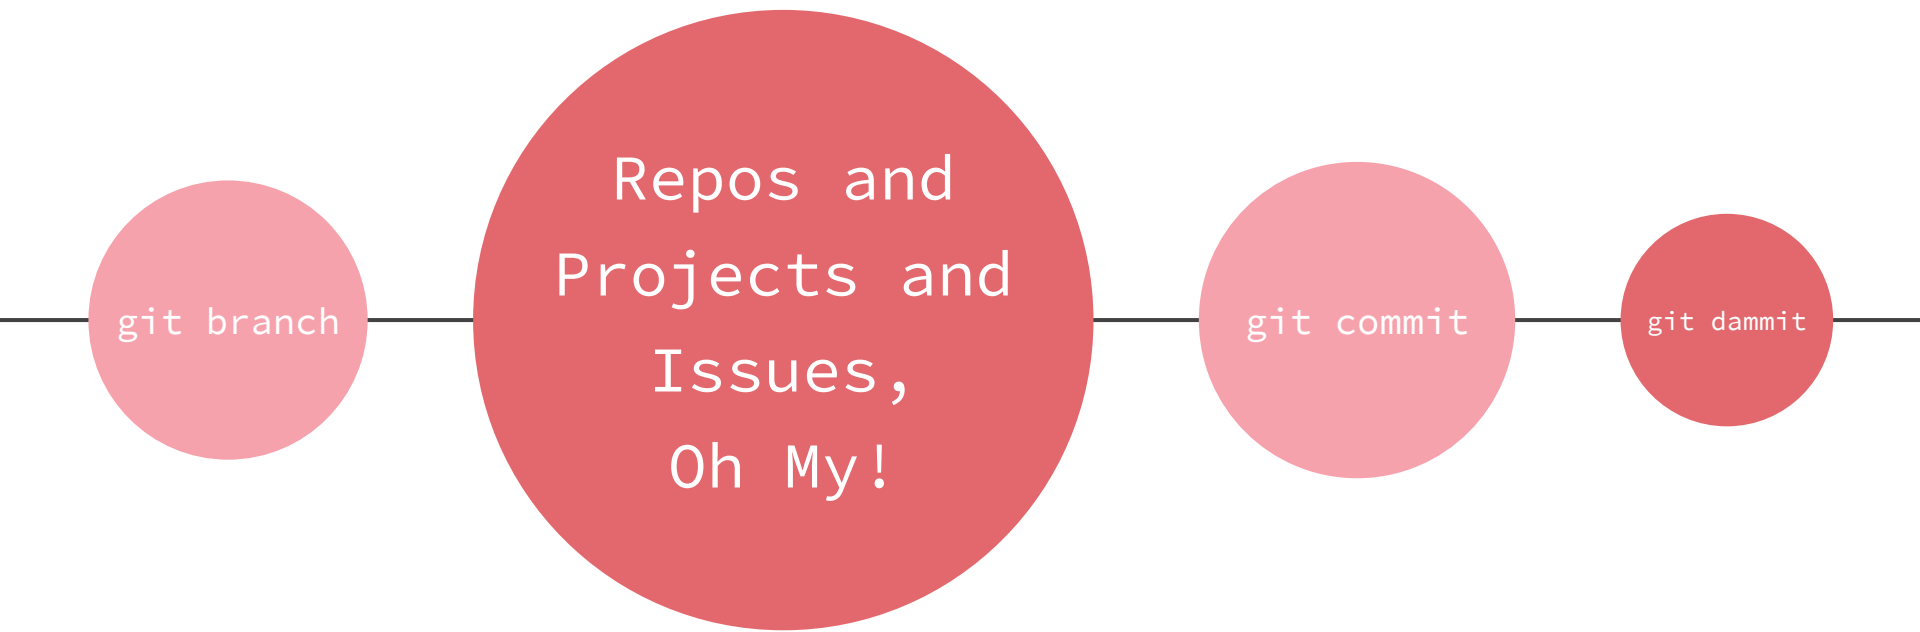 git branch
Repos and
Projects and
Issues,
Oh My!
git commit
git dammit